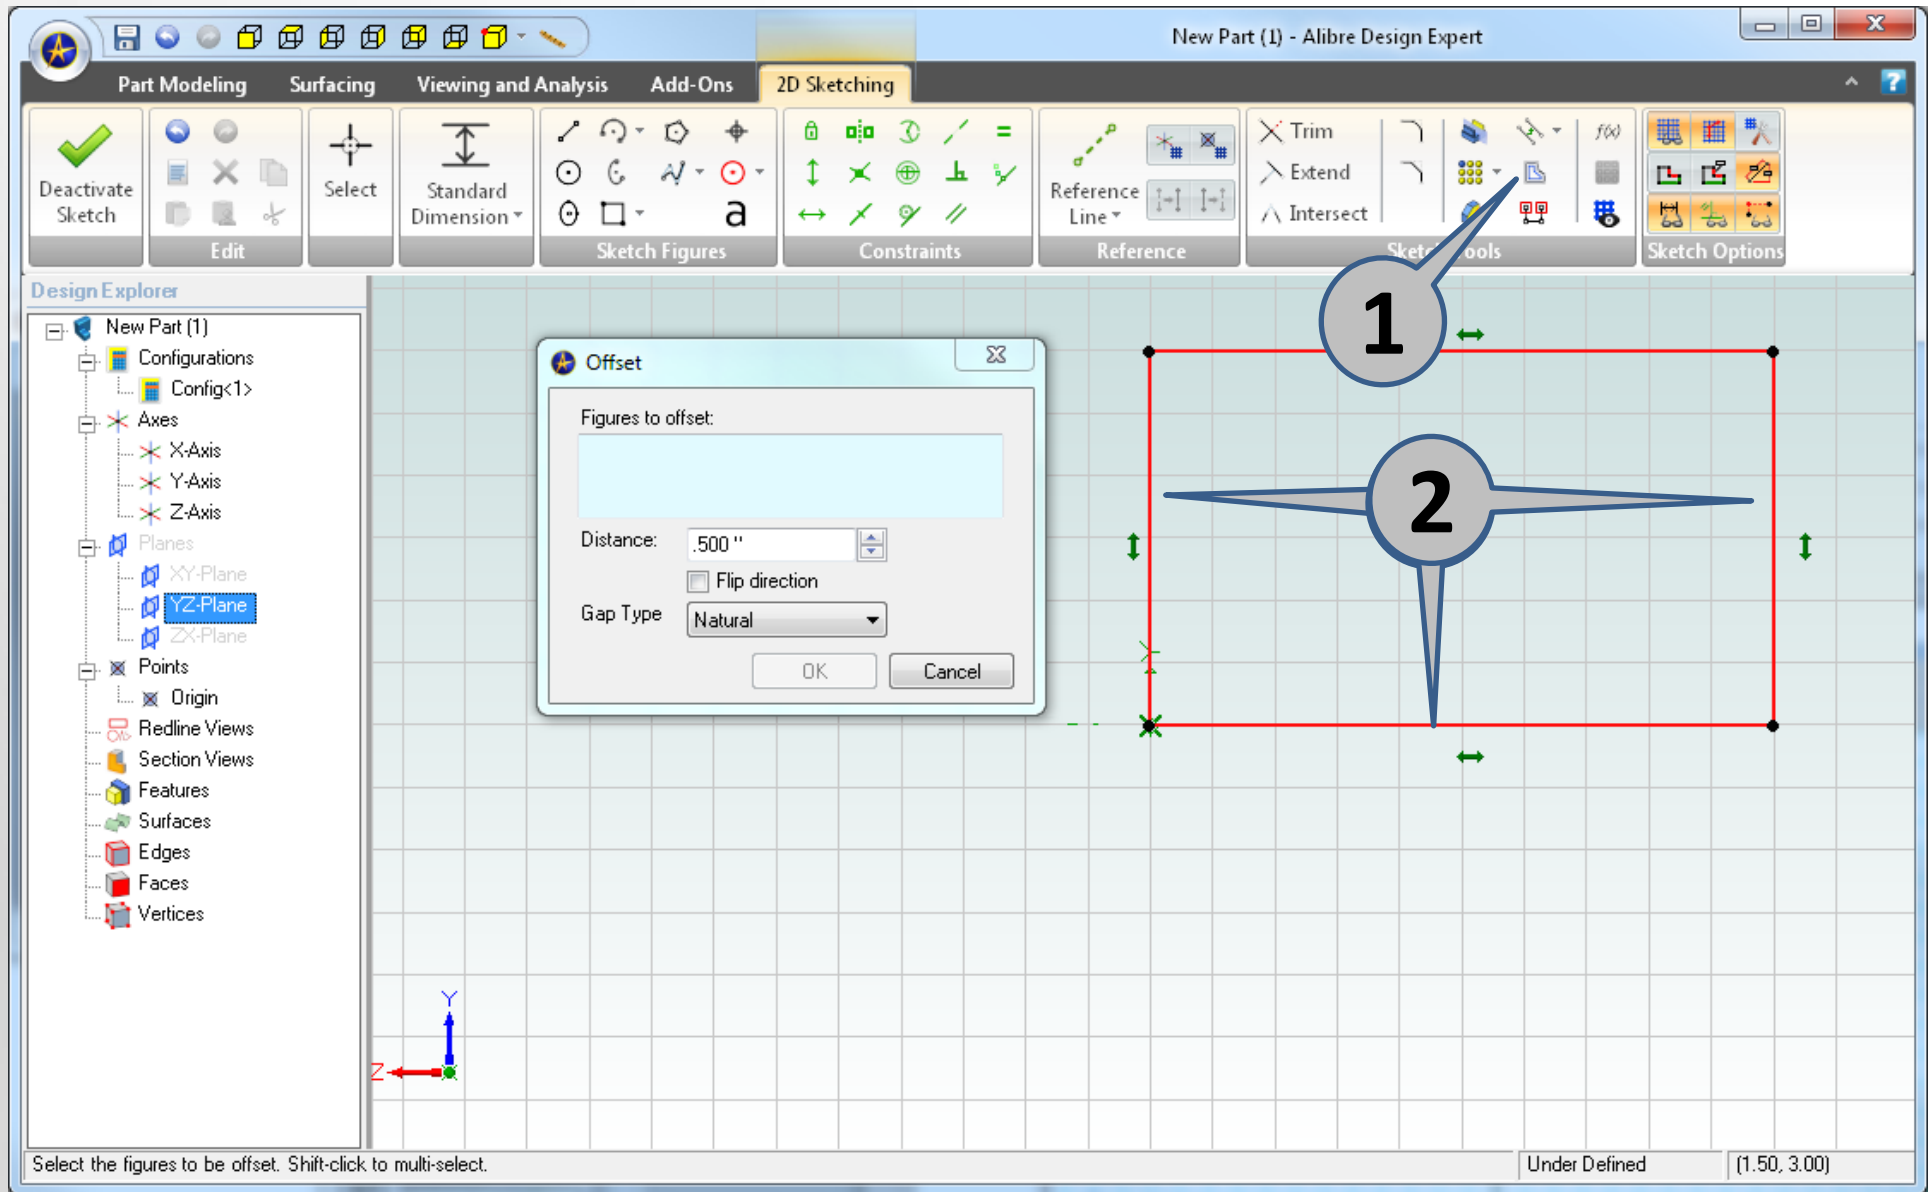 New Part (1) - Alibre Design Expert
Part Modeling Surfacing Viewing and Analysis Add-Ons 2D Sketching
Deactivate Sketch
Edit
Select
Standard Dimension
a
Sketch Figures
Constraints
Reference Line
Reference
Trim
Extend
Intersect
f(x)
Sketch Tools
Sketch Options
Design Explorer
New Part (1)
Configurations
Config<1>
Axes
X-Axis
Y-Axis
Z-Axis
Planes
XY-Plane
YZ-Plane
ZX-Plane
Points
Origin
Redline Views
Section Views
Features
Surfaces
Edges
Faces
Vertices
Offset
Figures to offset:
Distance: .500 "
Flip direction
Gap Type Natural
OK Cancel
1
2
Y
Z
Select the figures to be offset. Shift-click to multi-select.
Under Defined
(1.50, 3.00)